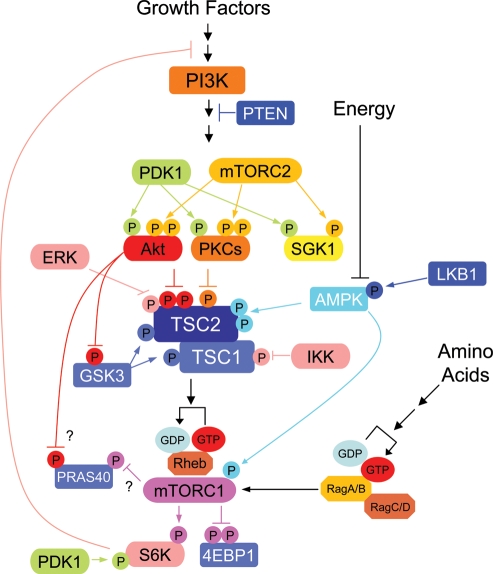 Growth Factors
PI3K
PTEN
Energy
PDK1
mTORC2
P
P
P
P
P
P
P
P
Akt
PKCs
SGK1
ERK
LKB1
P
AMPK
P
P
P
P
P
P
TSC2
P
P
TSC1
P
P
IKK
P
GSK3
Amino
Acids
GDP
GTP
Rheb
GDP
GTP
?
P
P
PRAS40
?
P
mTORC1
RagA/B
RagC/D
P
P
P
PDK1
P
S6K
4EBP1